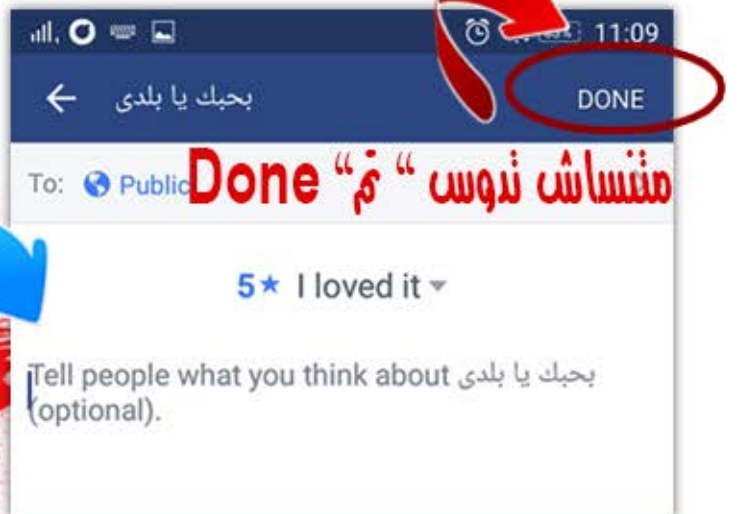 11:09
بحبك يا بلدى DONE
To: Public
متنساش تدوس “ تم “ Done
5★ I loved it
Tell people what you think about بحبك يا بلدى
(optional).